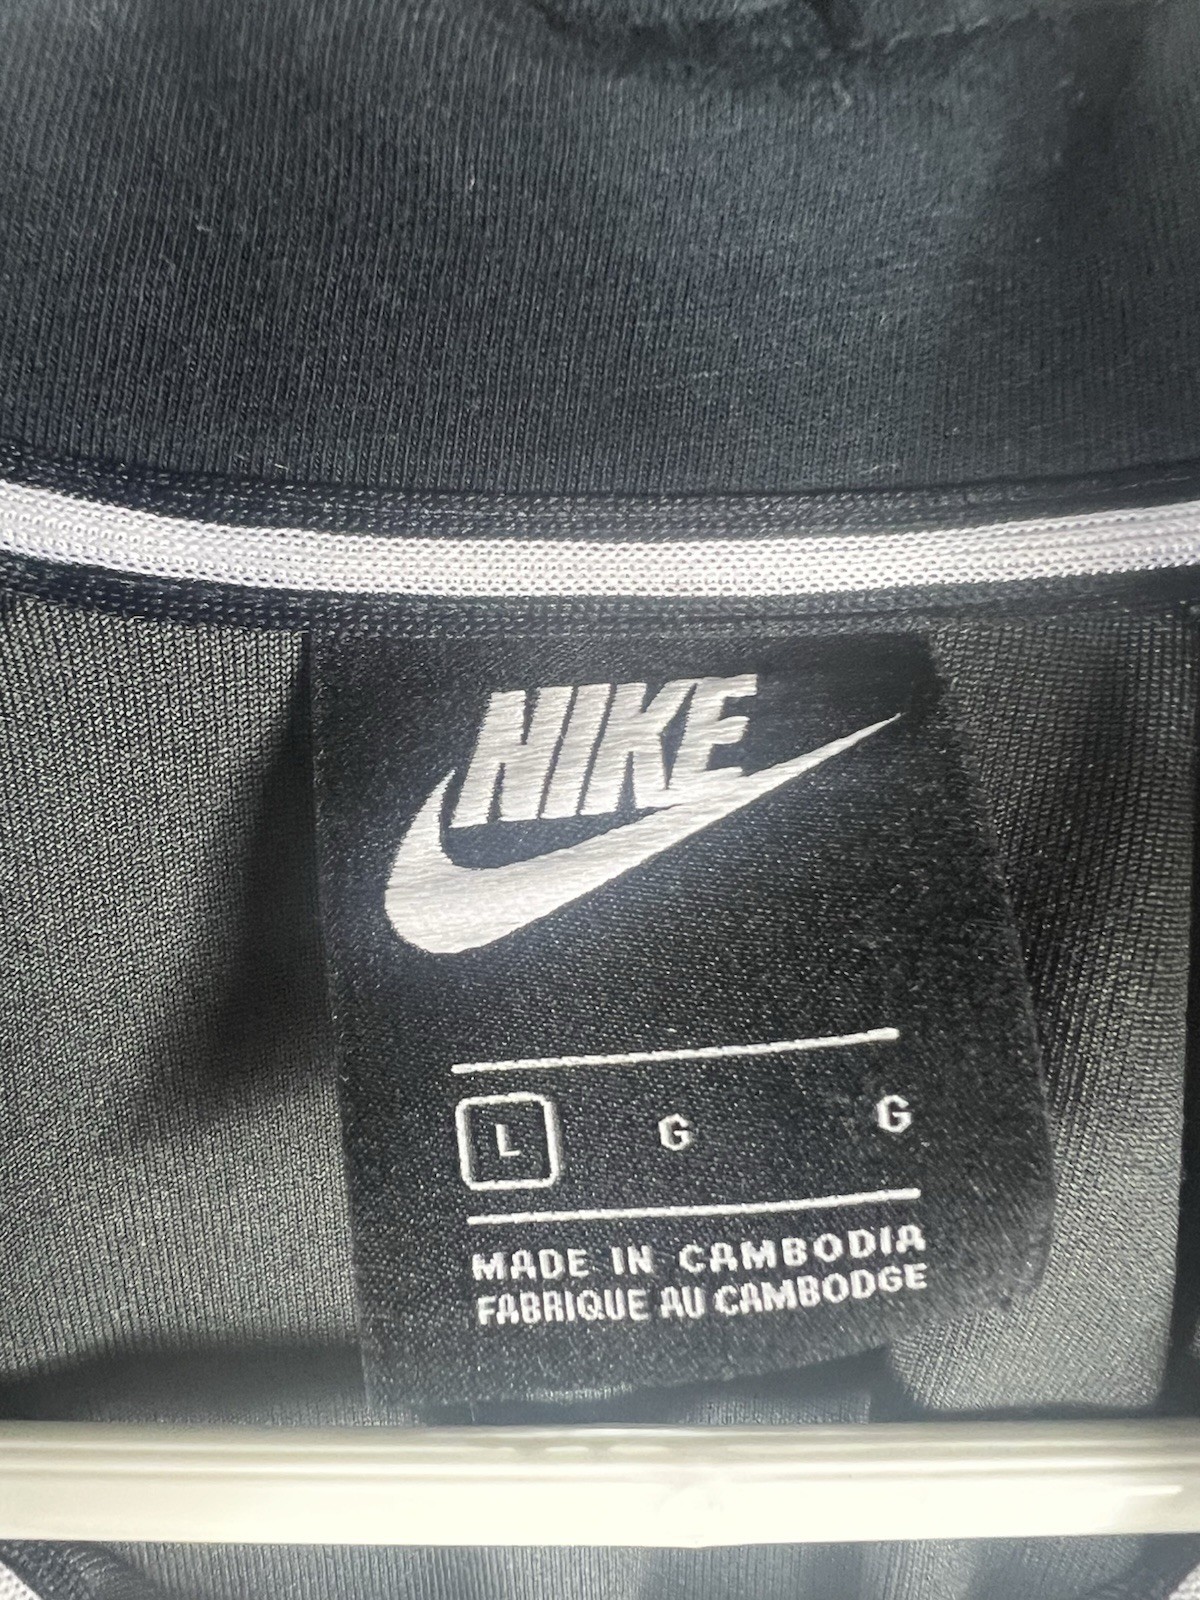 NIKE
L G G
MADE IN CAMBODIA
FABRIQUE AU CAMBODGE